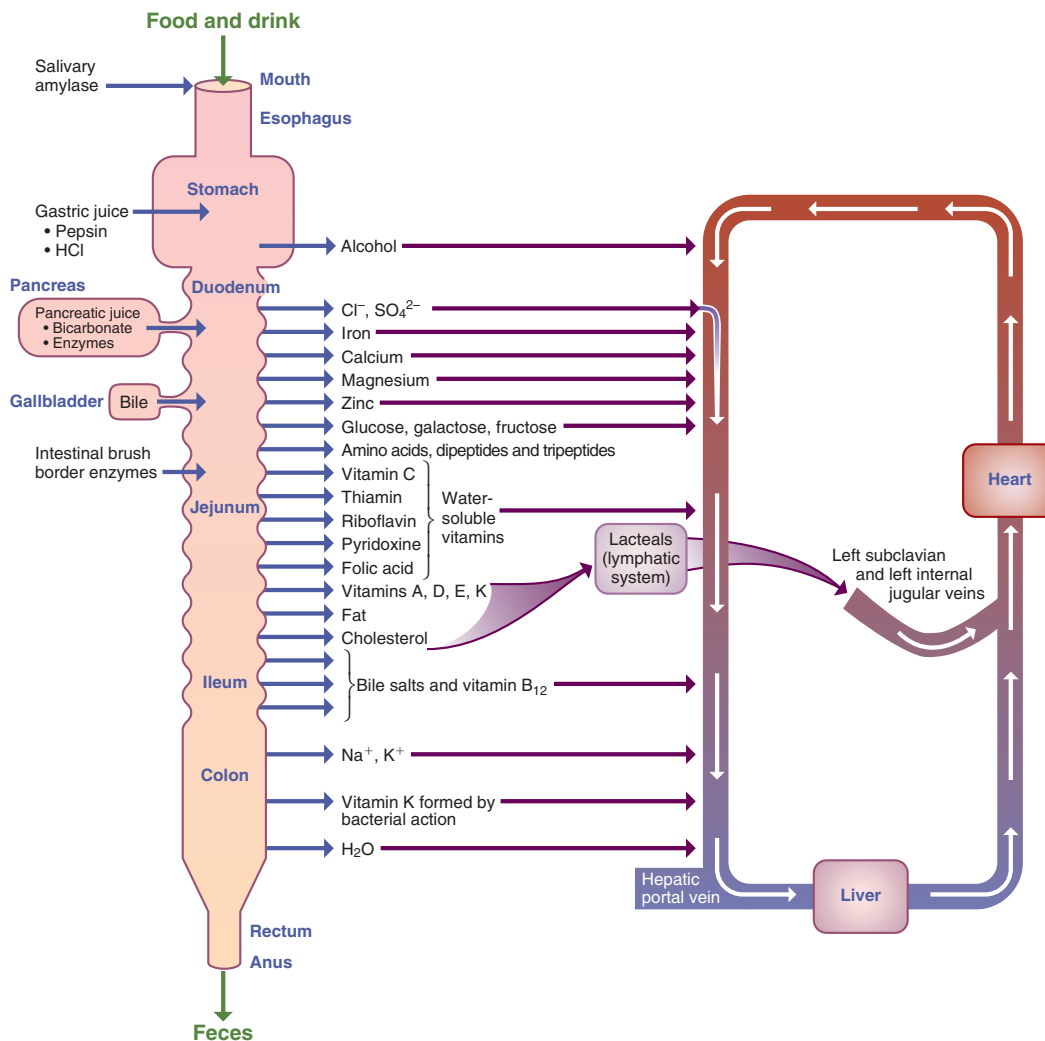 Food and drink
Salivary
amylase
Mouth
Esophagus
Stomach
Gastric juice
• Pepsin
• HCl
Alcohol
Pancreas
Duodenum
Pancreatic juice
• Bicarbonate
• Enzymes
Cl⁻, SO₄²⁻
Iron
Calcium
Magnesium
Gallbladder
Bile
Zinc
Glucose, galactose, fructose
Intestinal brush
border enzymes
Amino acids, dipeptides and tripeptides
Vitamin C
Thiamin
Jejunum
Riboflavin
Pyridoxine
Folic acid
Water-
soluble
vitamins
Vitamins A, D, E, K
Fat
Cholesterol
Lacteals
(lymphatic
system)
Left subclavian
and left internal
jugular veins
Heart
Ileum
Bile salts and vitamin B₁₂
Na⁺, K⁺
Colon
Vitamin K formed by
bacterial action
H₂O
Hepatic
portal vein
Liver
Rectum
Anus
Feces